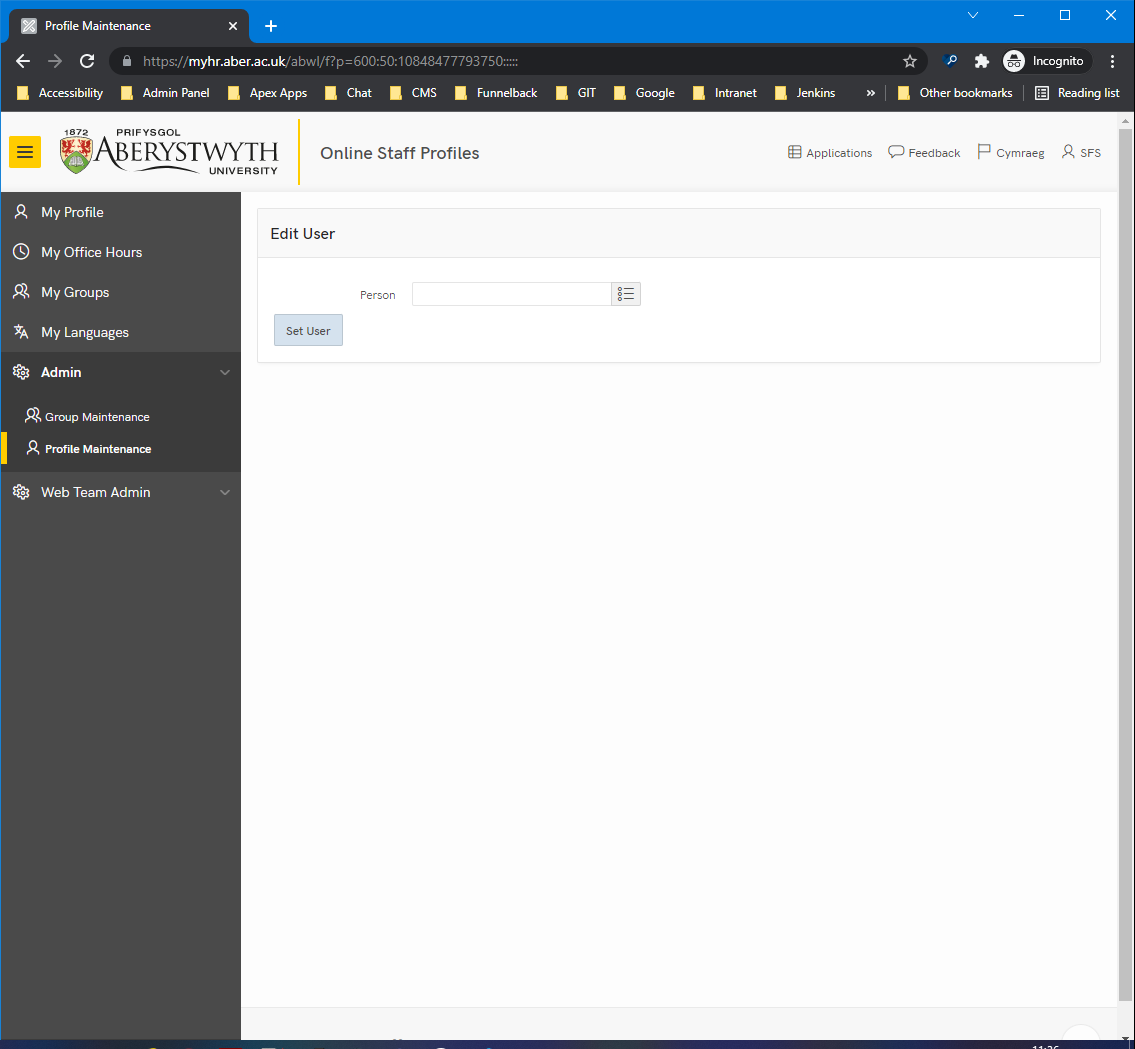 Profile Maintenance
https://myhr.aber.ac.uk/abwl/f?p=600:50:10848477793750:::::
Incognito
Accessibility Admin Panel Apex Apps Chat CMS Funnelback GIT Google Intranet Jenkins » Other bookmarks Reading list
1872 PRIFYSGOL
ABERYSTWYTH
UNIVERSITY
Online Staff Profiles
Applications Feedback Cymraeg SFS
My Profile
My Office Hours
My Groups
My Languages
Admin
Group Maintenance
Profile Maintenance
Web Team Admin
Edit User
Person
Set User